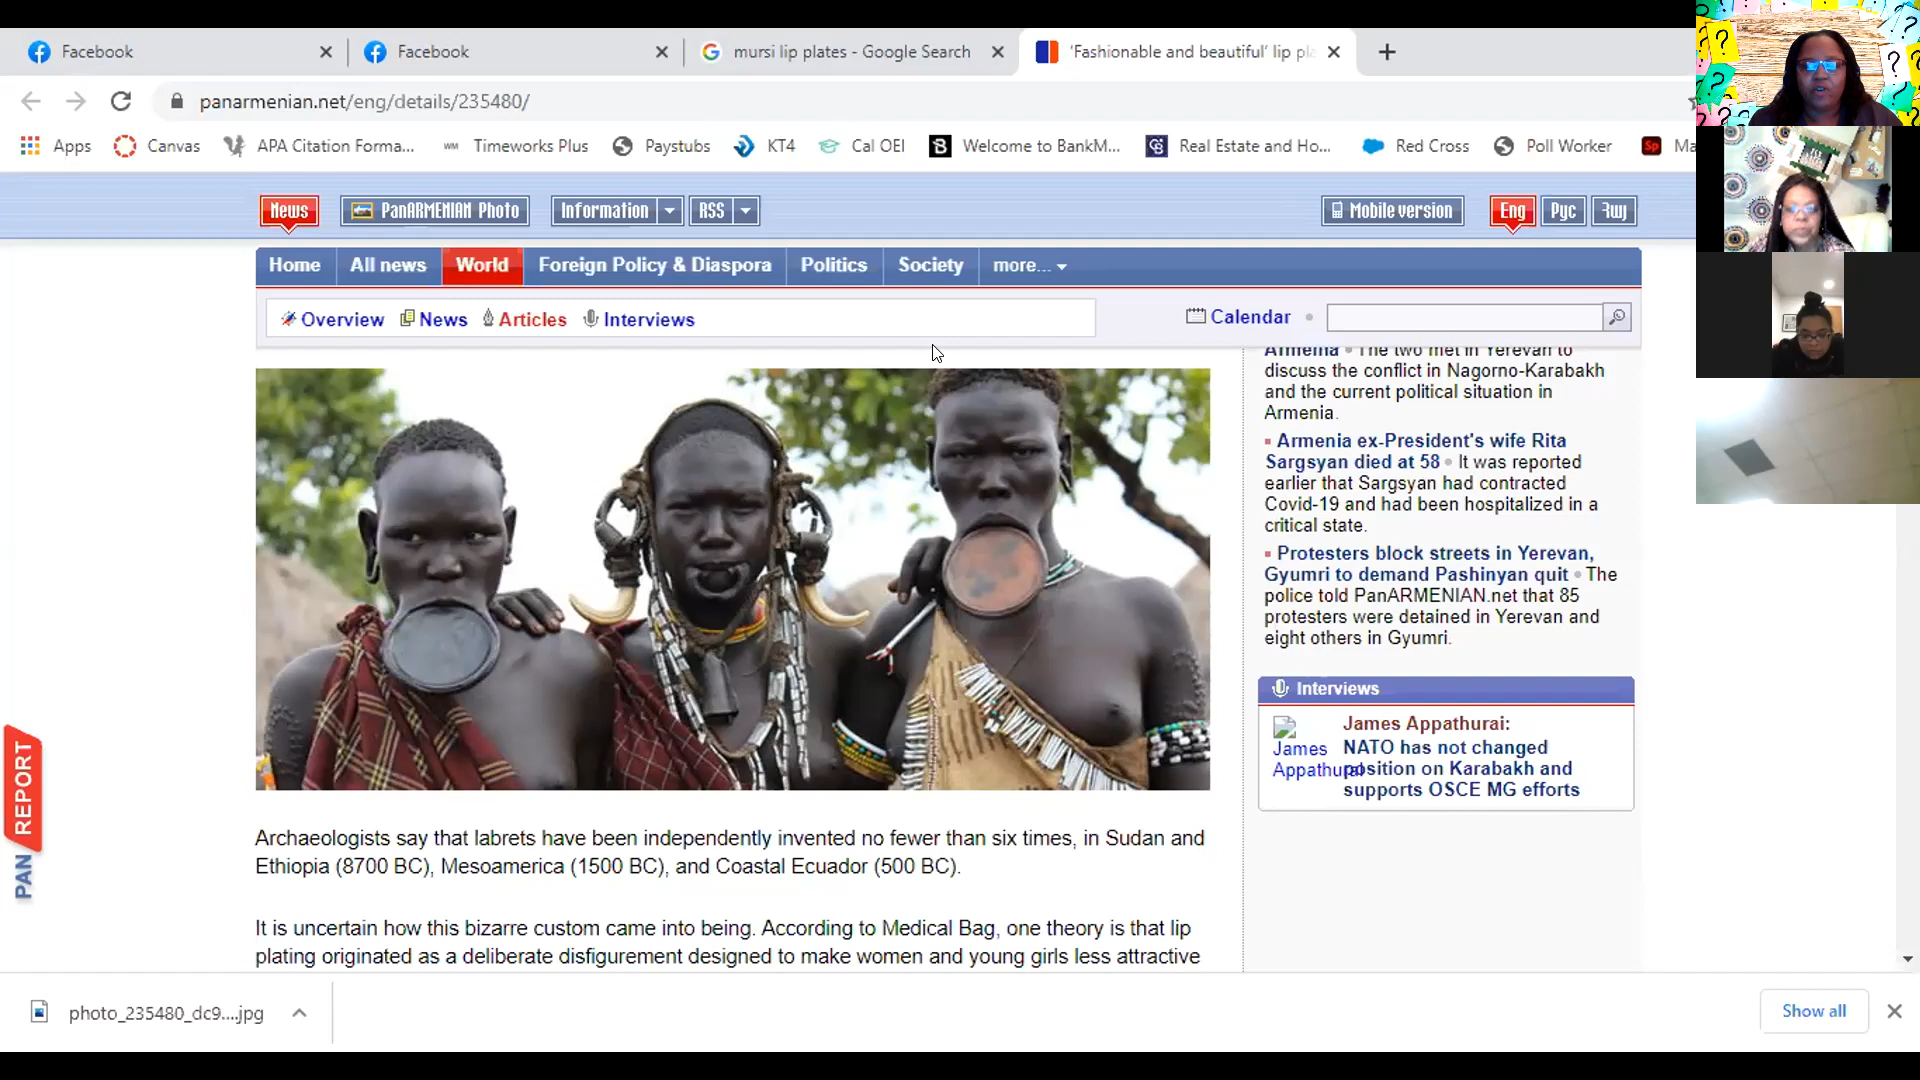 Facebook
Facebook
mursi lip plates - Google Search
'Fashionable and beautiful' lip pl
panarmenian.net/eng/details/235480/
Apps
Canvas
APA Citation Forma...
Timeworks Plus
Paystubs
KT4
Cal OEI
Welcome to BankM...
Real Estate and Ho...
Red Cross
Poll Worker
Ma
News
PanARMENIAN Photo
Information
RSS
Mobile version
Eng
Рус
Հայ
Home
All news
World
Foreign Policy & Diaspora
Politics
Society
more...
Overview
News
Articles
Interviews
Calendar
Armenia • The two met in Yerevan to
discuss the conflict in Nagorno-Karabakh
and the current political situation in
Armenia.
Armenia ex-President's wife Rita
Sargsyan died at 58 • It was reported
earlier that Sargsyan had contracted
Covid-19 and had been hospitalized in a
critical state.
Protesters block streets in Yerevan,
Gyumri to demand Pashinyan quit • The
police told PanARMENIAN.net that 85
protesters were detained in Yerevan and
eight others in Gyumri.
Interviews
James Appathurai
James Appathurai:
NATO has not changed
position on Karabakh and
supports OSCE MG efforts
PAN REPORT
Archaeologists say that labrets have been independently invented no fewer than six times, in Sudan and
Ethiopia (8700 BC), Mesoamerica (1500 BC), and Coastal Ecuador (500 BC).
It is uncertain how this bizarre custom came into being. According to Medical Bag, one theory is that lip
plating originated as a deliberate disfigurement designed to make women and young girls less attractive
photo_235480_dc9....jpg
Show all